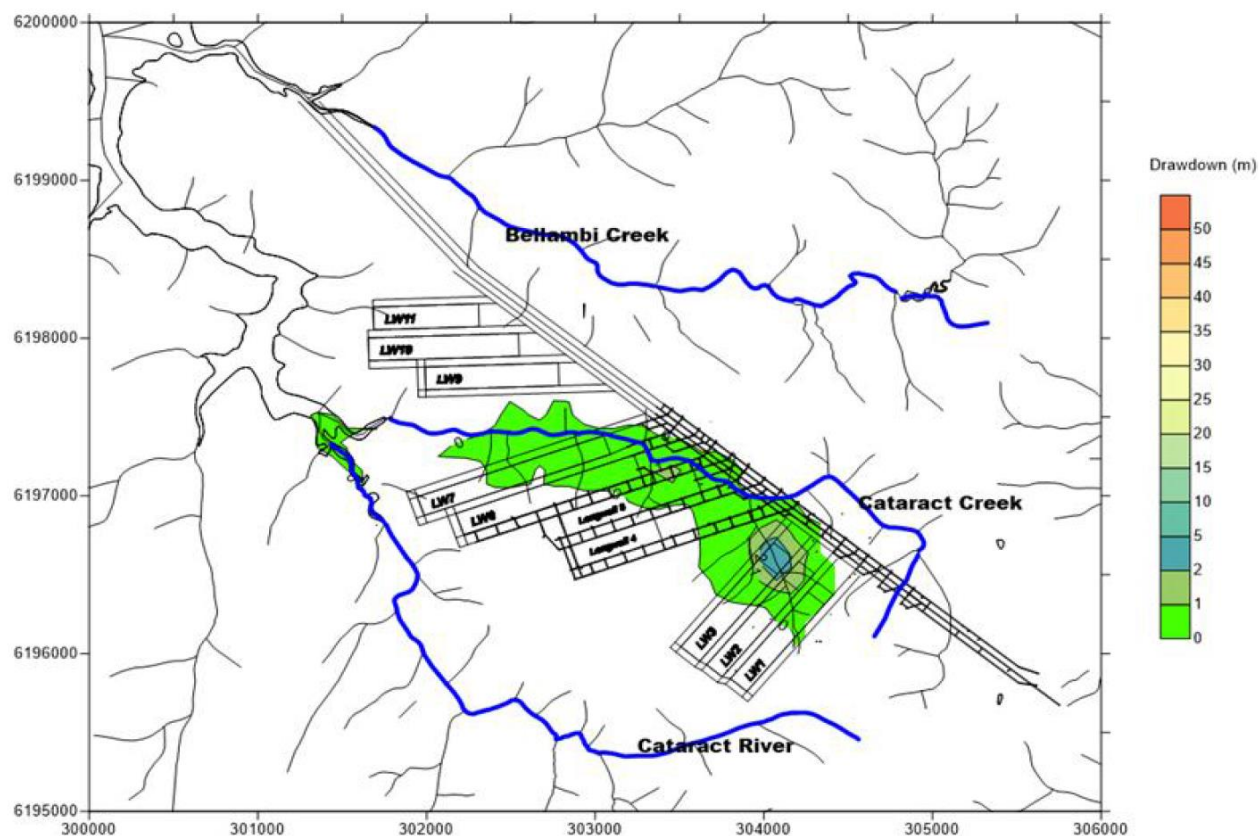 6200000
Drawdown (m)
6199000
50
Bellambi Creek
45
40
35
LW11
6198000
30
LW10
25
LW9
20
15
LW7
6197000
Cataract Creek
10
LW6
Longwall 5
Longwall 4
5
2
1
LW3
0
LW2
6196000
LW1
Cataract River
6195000
300000 301000 302000 303000 304000 305000 306000